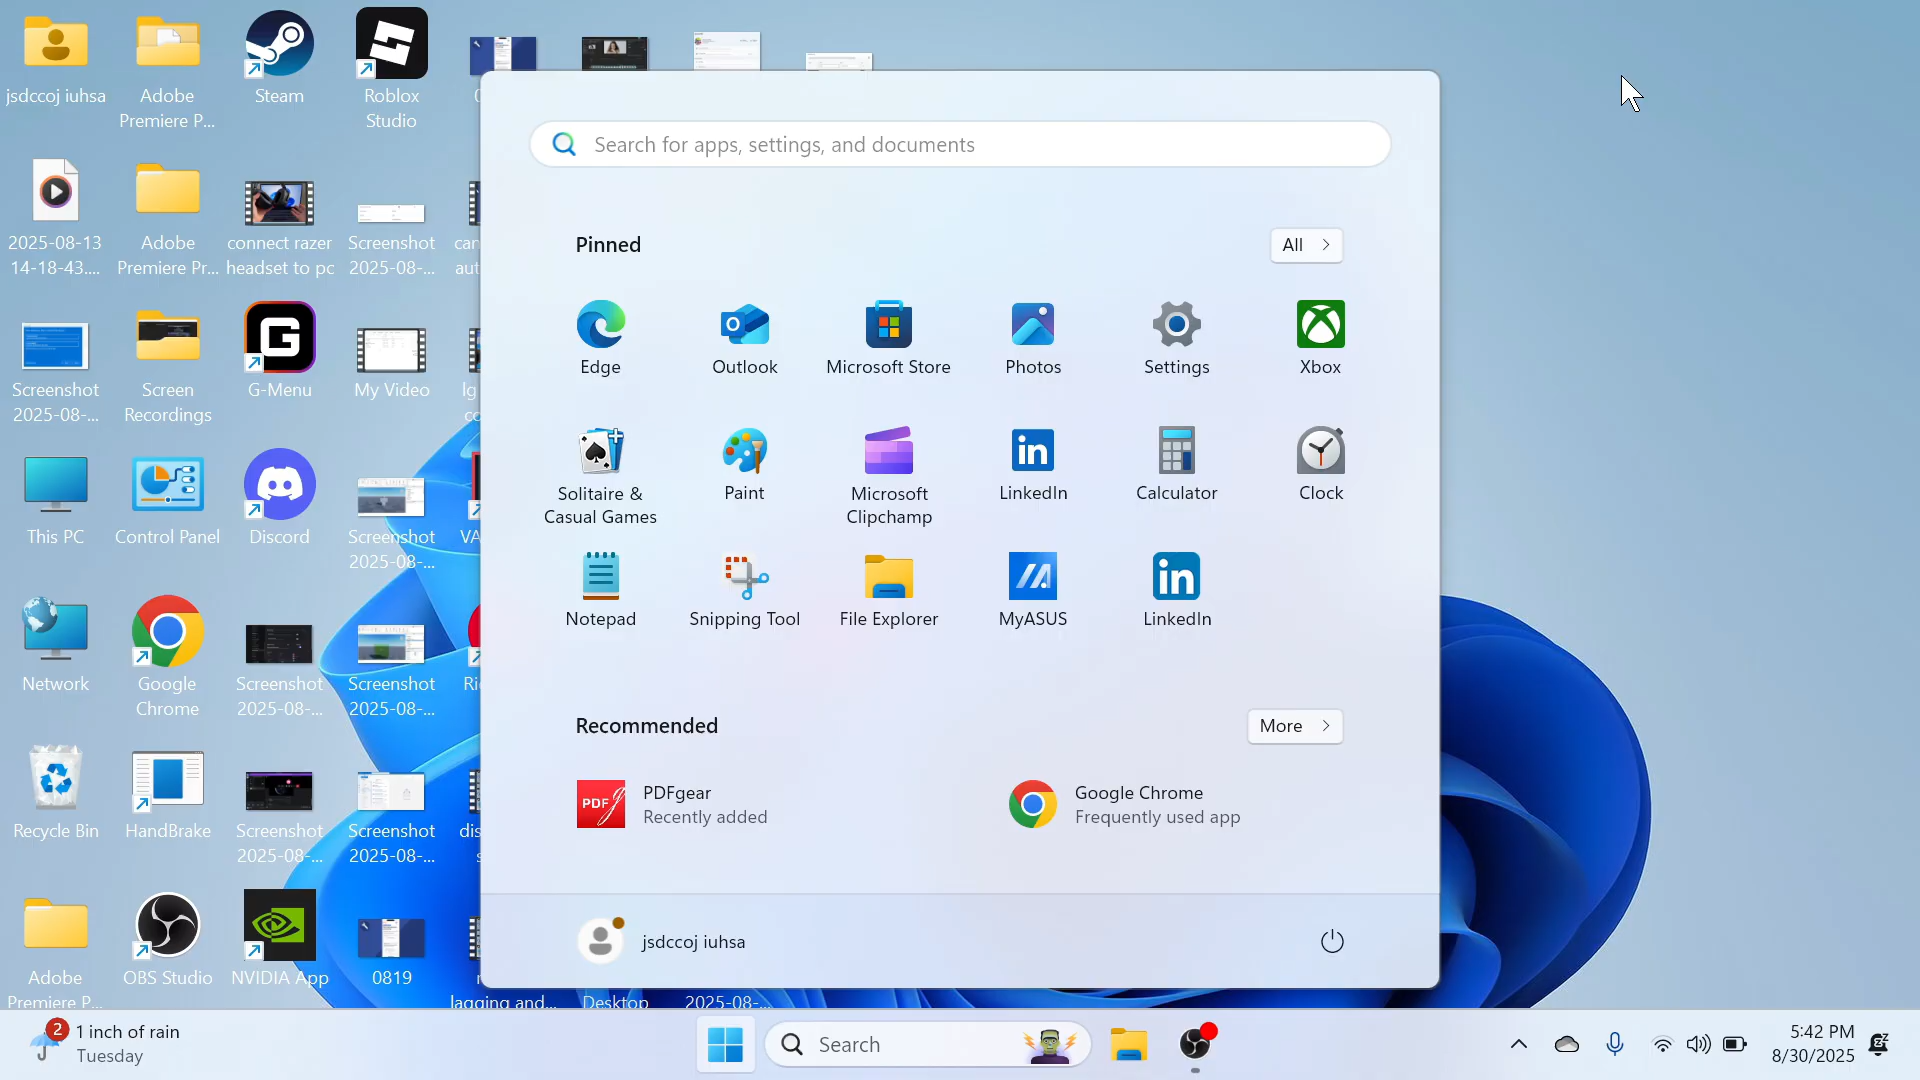 jsdccoj iuhsa
Adobe
Premiere P...
Steam
Roblox
Studio
2025-08-13
14-18-43....
Adobe
Premiere Pr...
connect razer
headset to pc
Screenshot
2025-08-...
Screenshot
2025-08-...
Screen
Recordings
G-Menu
My Video
This PC
Control Panel
Discord
Screenshot
2025-08-...
Network
Google
Chrome
Screenshot
2025-08-...
Screenshot
2025-08-...
Recycle Bin
HandBrake
Screenshot
2025-08-...
Screenshot
2025-08-...
Adobe
Premiere P...
OBS Studio
NVIDIA App
0819
lagging and...
Desktop
2025-08-...
Search for apps, settings, and documents
Pinned
All
Edge
Outlook
Microsoft Store
Photos
Settings
Xbox
Solitaire &
Casual Games
Paint
Microsoft
Clipchamp
LinkedIn
Calculator
Clock
Notepad
Snipping Tool
File Explorer
MyASUS
LinkedIn
Recommended
More
PDF
PDFgear
Recently added
Google Chrome
Frequently used app
jsdccoj iuhsa
2
1 inch of rain
Tuesday
Search
5:42 PM
8/30/2025